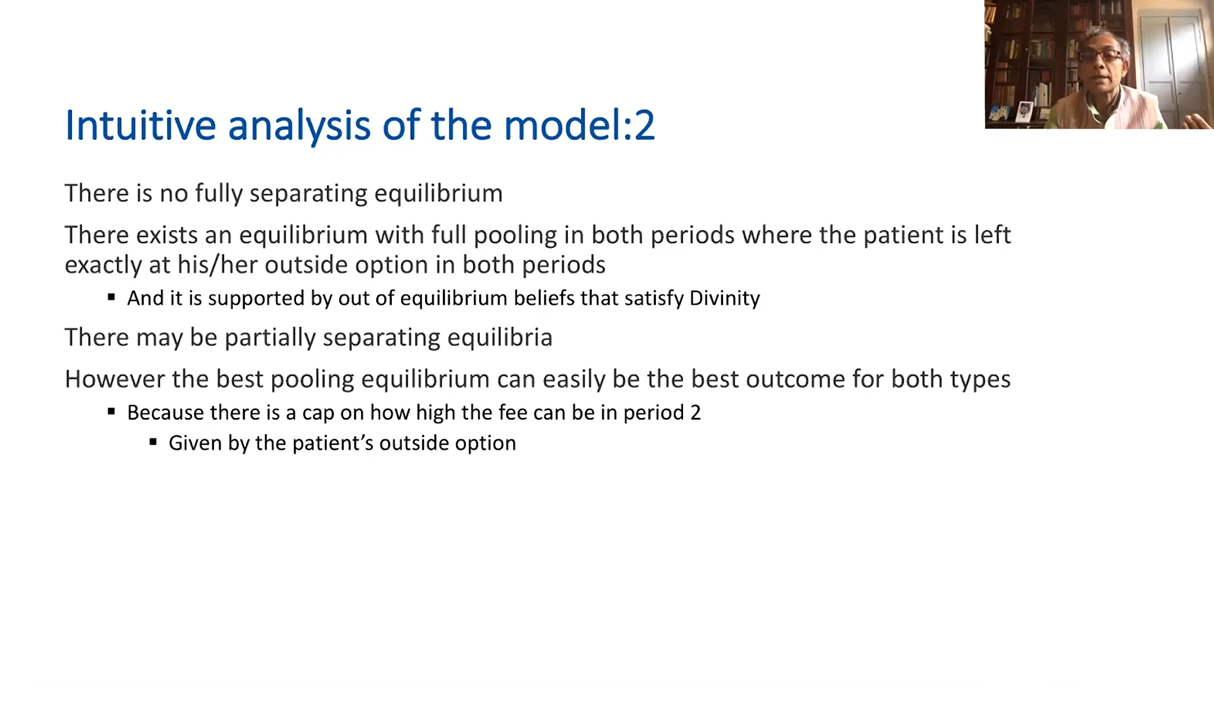 Intuitive analysis of the model:2
There is no fully separating equilibrium
There exists an equilibrium with full pooling in both periods where the patient is left
exactly at his/her outside option in both periods
▪ And it is supported by out of equilibrium beliefs that satisfy Divinity
There may be partially separating equilibria
However the best pooling equilibrium can easily be the best outcome for both types
▪ Because there is a cap on how high the fee can be in period 2
▪ Given by the patient's outside option